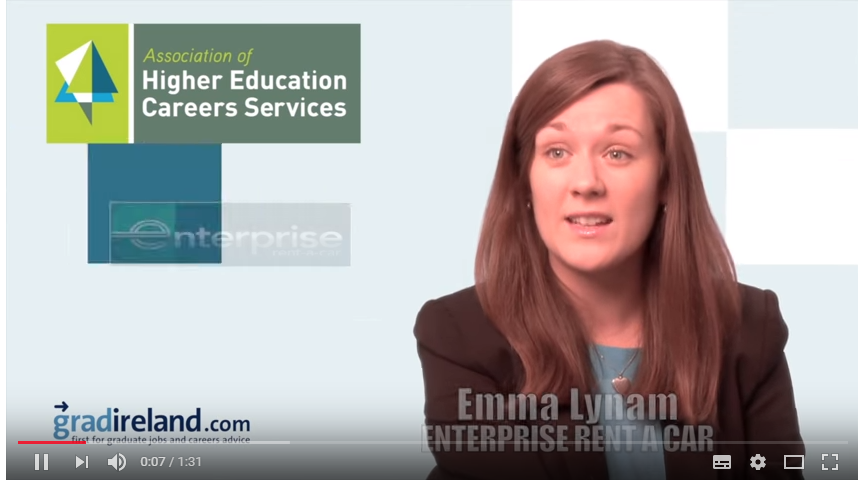 Association of
Higher Education
Careers Services
enterprise
rent-a-car
gradireland.com
first for graduate jobs and careers advice
Emma Lynam
ENTERPRISE RENT A CAR
0:07 / 1:31